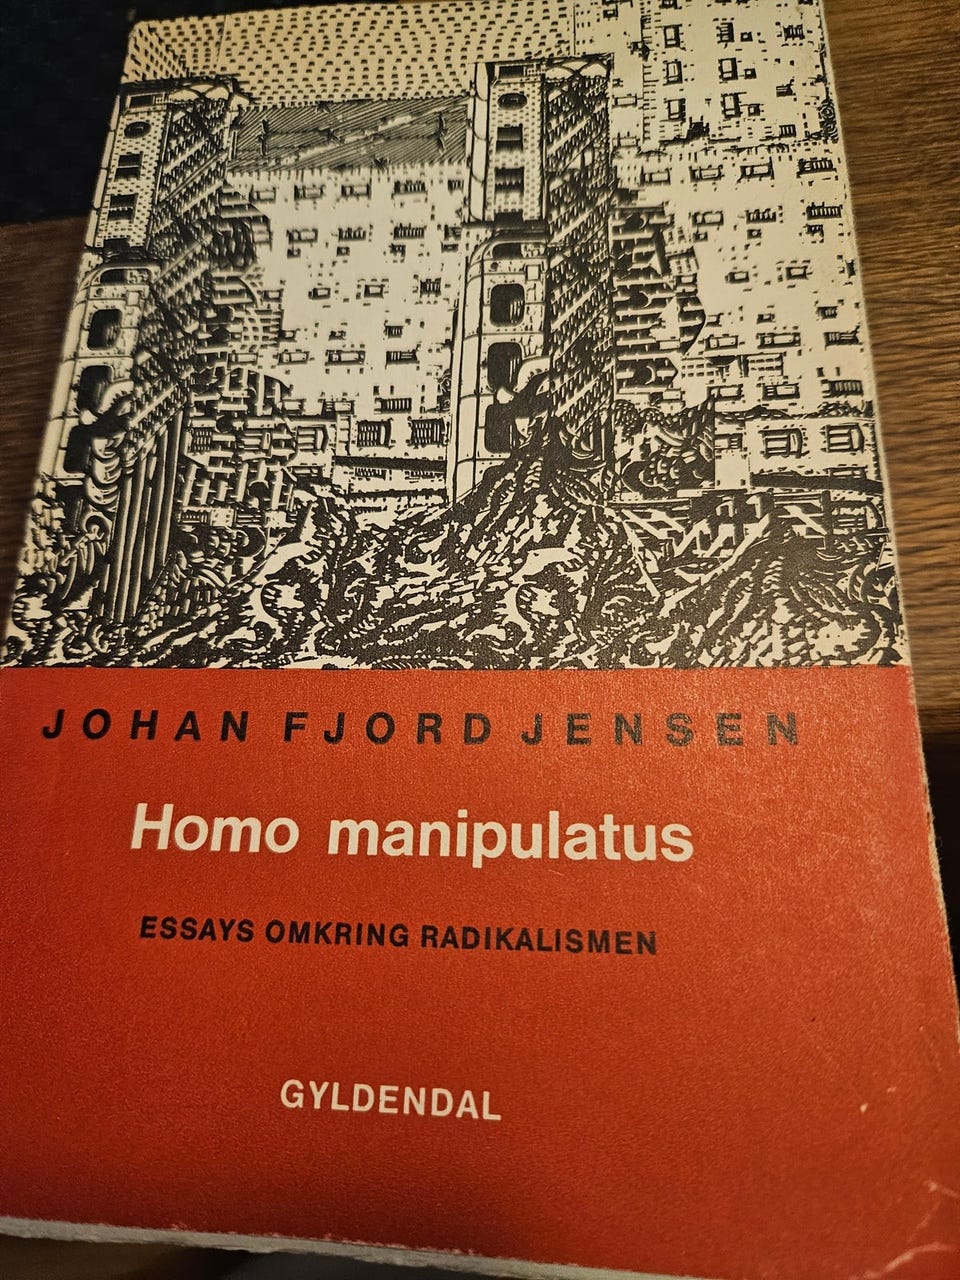 JOHAN FJORD JENSEN
Homo manipulatus
ESSAYS OMKRING RADIKALISMEN
GYLDENDAL